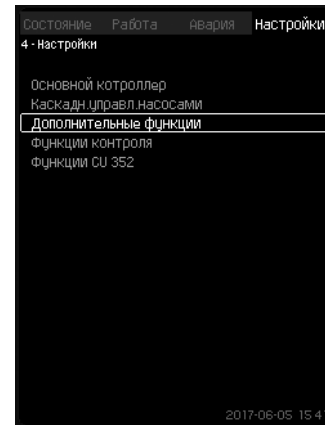 Состояние Работа Авария Настройки
4 - Настройки
Основной котроллер
Каскадн.управл.насосами
Дополнительные функции
Функции контроля
Функции CU 352
2017-06-05 15:41